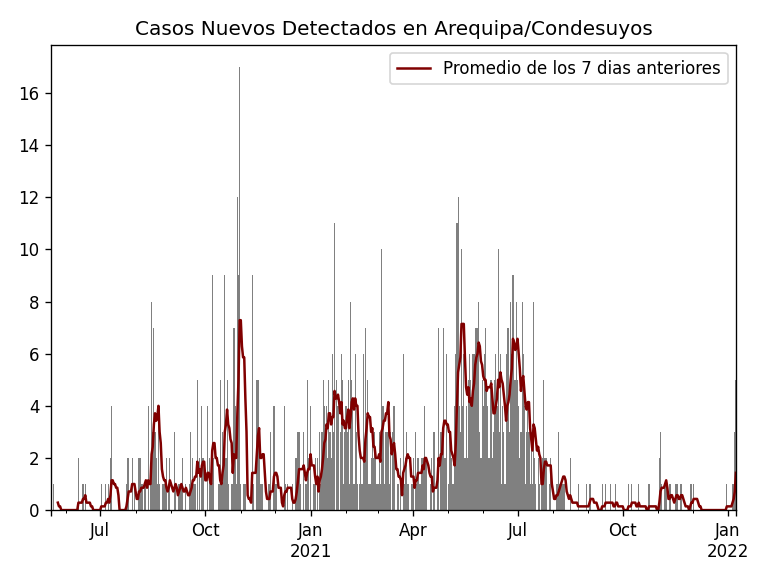 Casos Nuevos Detectados en Arequipa/Condesuyos
Promedio de los 7 dias anteriores
16
14
12
10
8
6
4
2
0
Jul
Oct
Jan
2021
Apr
Jul
Oct
Jan
2022